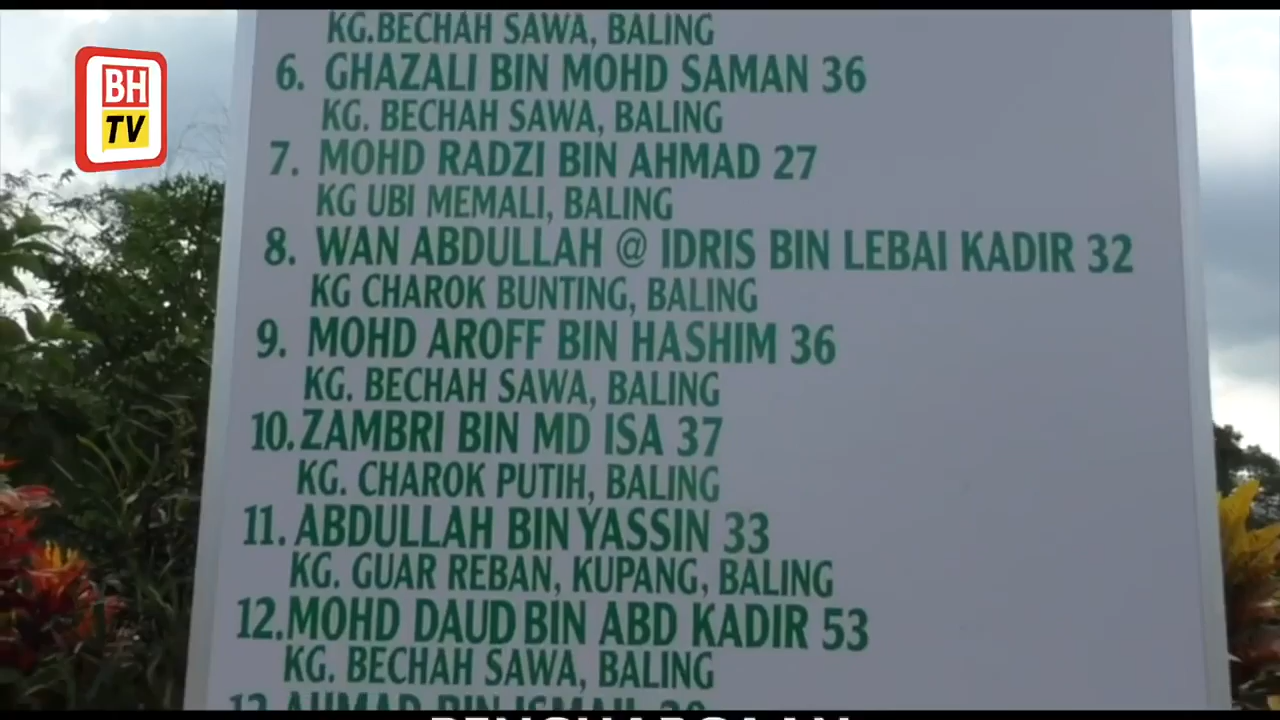 BH
TV
KG.BECHAH SAWA, BALING
6. GHAZALI BIN MOHD SAMAN 36
KG. BECHAH SAWA, BALING
7. MOHD RADZI BIN AHMAD 27
KG UBI MEMALI, BALING
8. WAN ABDULLAH @ IDRIS BIN LEBAI KADIR 32
KG CHAROK BUNTING, BALING
9. MOHD AROFF BIN HASHIM 36
KG. BECHAH SAWA, BALING
10. ZAMBRI BIN MD ISA 37
KG. CHAROK PUTIH, BALING
11. ABDULLAH BIN YASSIN 33
KG. GUAR REBAN, KUPANG, BALING
12. MOHD DAUD BIN ABD KADIR 53
KG. BECHAH SAWA, BALING
AHMAD BIN ISMAIL
PENGHARGAAN